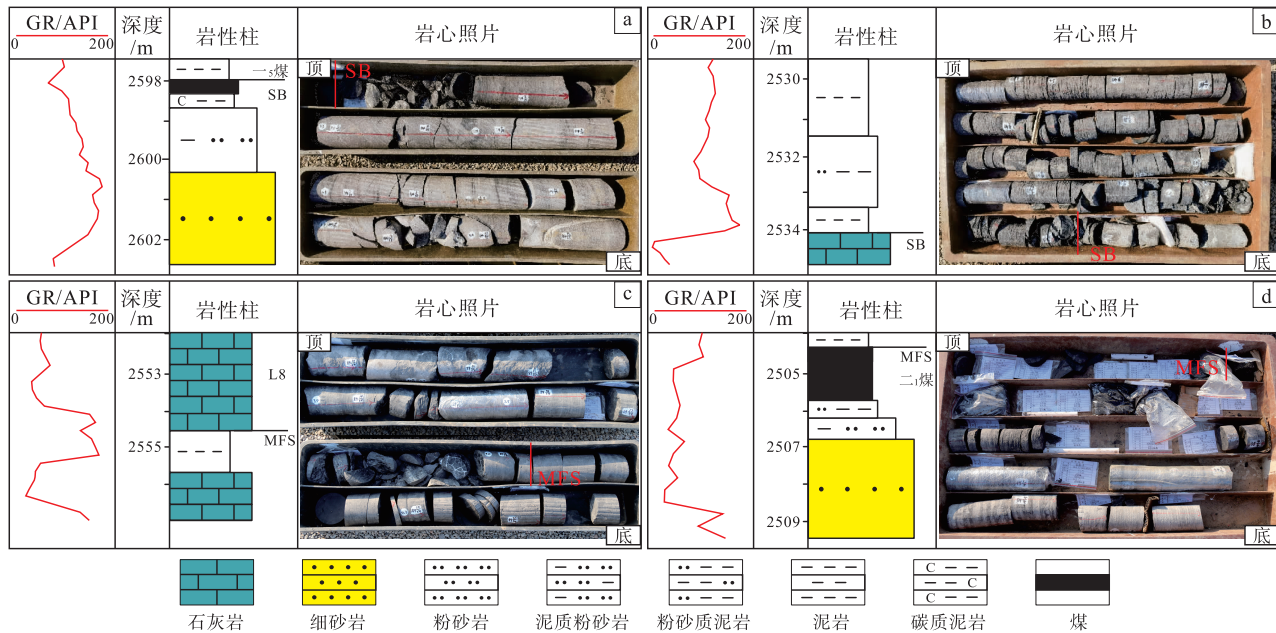 GR/API
0 200
深度
/m
岩性柱
岩心照片
a
2598
2600
2602
一₅煤
SB
C
顶
SB
底
GR/API
0 200
深度
/m
岩性柱
岩心照片
b
2530
2532
2534
SB
顶
SB
底
GR/API
0 200
深度
/m
岩性柱
岩心照片
c
2553
2555
L8
MFS
顶
MFS
底
GR/API
0 200
深度
/m
岩性柱
岩心照片
d
2505
2507
2509
MFS
二₁煤
顶
MFS
底
C
C
C
石灰岩
细砂岩
粉砂岩
泥质粉砂岩
粉砂质泥岩
泥岩
碳质泥岩
煤